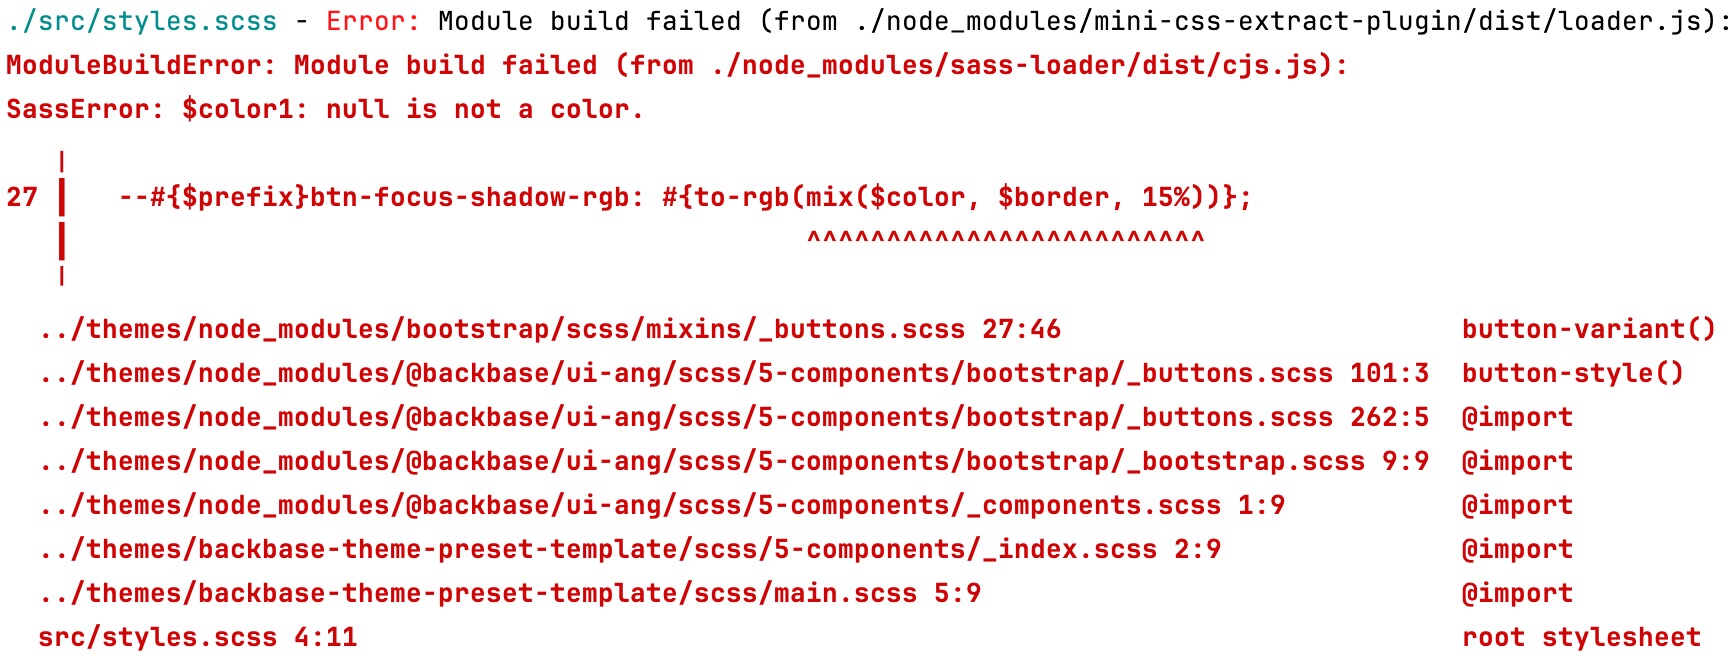 ./src/styles.scss - Error: Module build failed (from ./node_modules/mini-css-extract-plugin/dist/loader.js):
ModuleBuildError: Module build failed (from ./node_modules/sass-loader/dist/cjs.js):
SassError: $color1: null is not a color.
|
27 | --#{$prefix}btn-focus-shadow-rgb: #{to-rgb(mix($color, $border, 15%))};
| ^^^^^^^^^^^^^^^^^^^^^^^^^
|
../themes/node_modules/bootstrap/scss/mixins/_buttons.scss 27:46 button-variant()
../themes/node_modules/@backbase/ui-ang/scss/5-components/bootstrap/_buttons.scss 101:3 button-style()
../themes/node_modules/@backbase/ui-ang/scss/5-components/bootstrap/_buttons.scss 262:5 @import
../themes/node_modules/@backbase/ui-ang/scss/5-components/bootstrap/_bootstrap.scss 9:9 @import
../themes/node_modules/@backbase/ui-ang/scss/5-components/_components.scss 1:9 @import
../themes/backbase-theme-preset-template/scss/5-components/_index.scss 2:9 @import
../themes/backbase-theme-preset-template/scss/main.scss 5:9 @import
src/styles.scss 4:11 root stylesheet